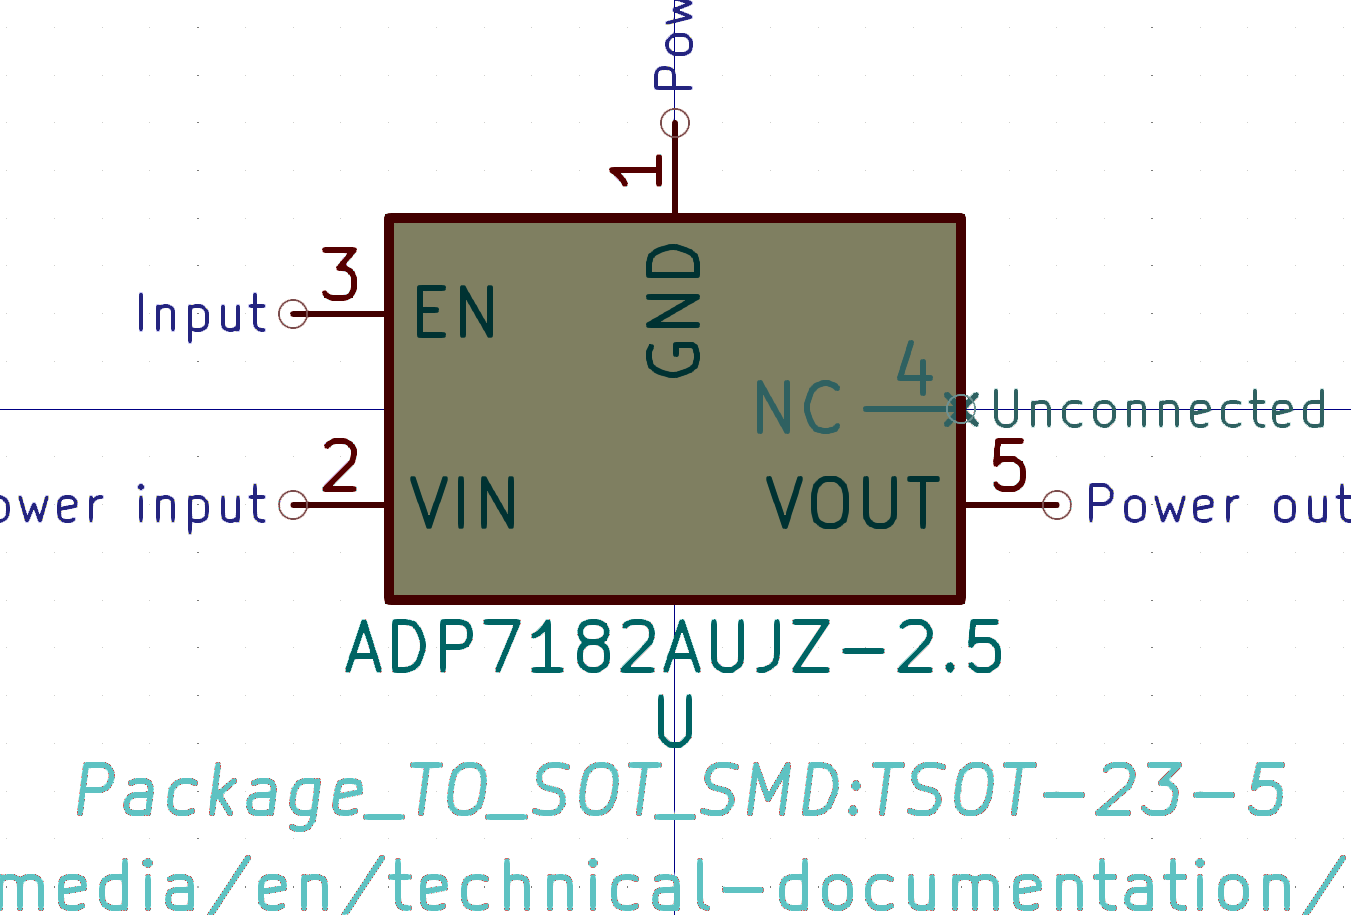 Pow
1
3
Input
EN
GND
4
NC
Unconnected
2
5
ower input
VIN
VOUT
Power out
ADP7182AUJZ-2.5
U
Package_TO_SOT_SMD:TSOT-23-5
media/en/technical-documentation/